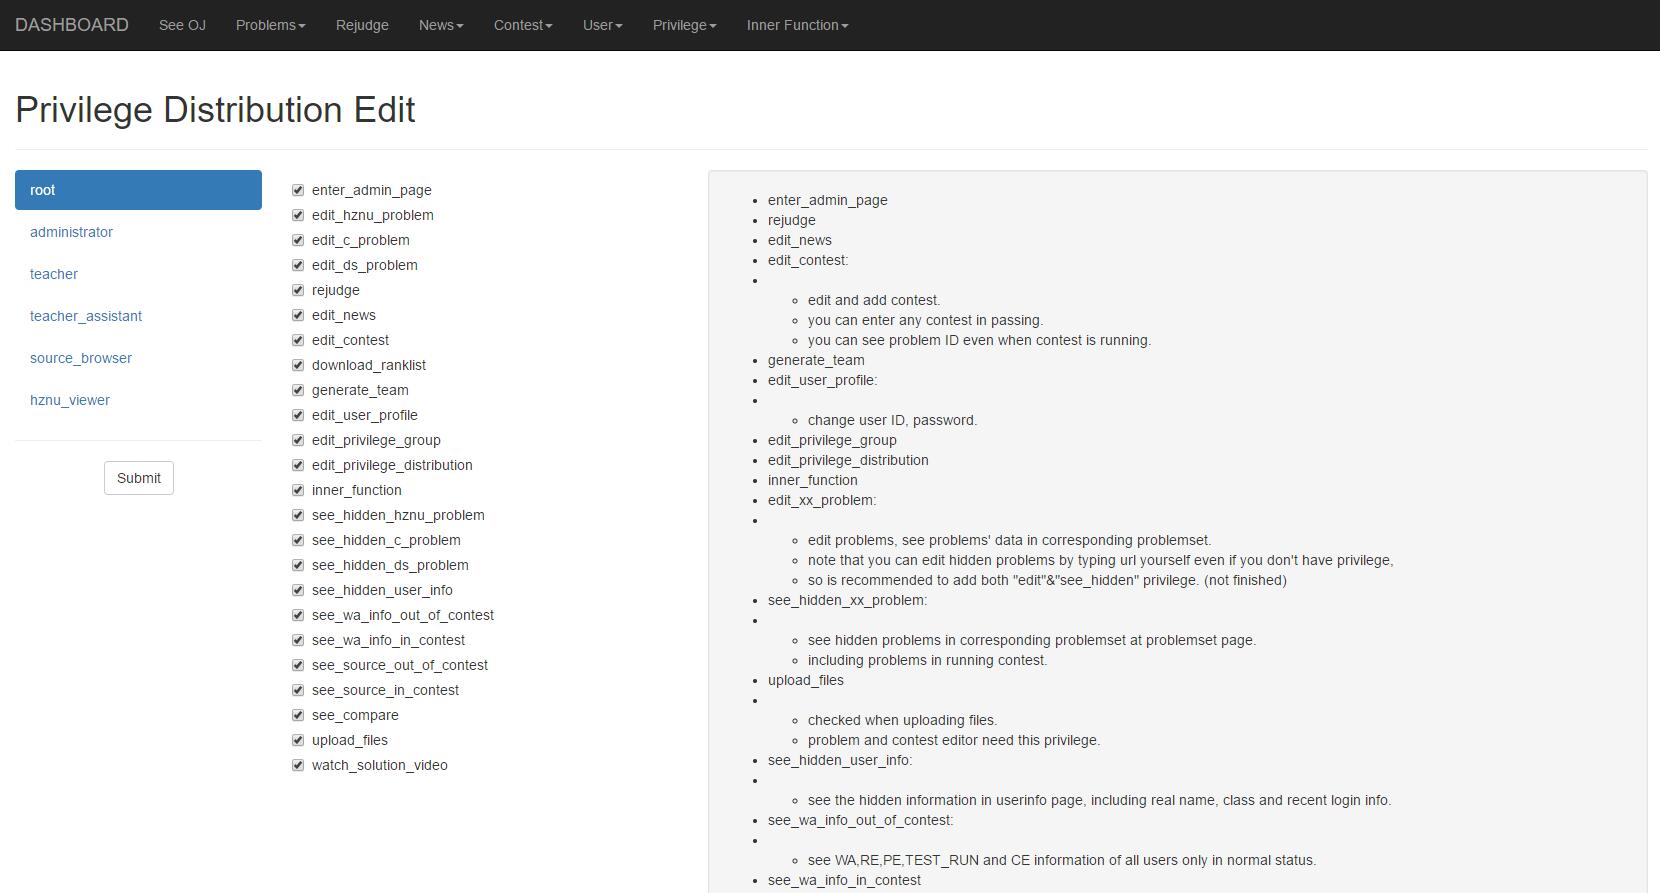 DASHBOARD See OJ Problems Rejudge News Contest User Privilege Inner Function
Privilege Distribution Edit
root
administrator
teacher
teacher_assistant
source_browser
hznu_viewer
Submit
enter_admin_page
edit_hznu_problem
edit_c_problem
edit_ds_problem
rejudge
edit_news
edit_contest
download_ranklist
generate_team
edit_user_profile
edit_privilege_group
edit_privilege_distribution
inner_function
see_hidden_hznu_problem
see_hidden_c_problem
see_hidden_ds_problem
see_hidden_user_info
see_wa_info_out_of_contest
see_wa_info_in_contest
see_source_out_of_contest
see_source_in_contest
see_compare
upload_files
watch_solution_video
enter_admin_page
rejudge
edit_news
edit_contest:
edit and add contest.
you can enter any contest in passing.
you can see problem ID even when contest is running.
generate_team
edit_user_profile:
change user ID, password.
edit_privilege_group
edit_privilege_distribution
inner_function
edit_xx_problem:
edit problems, see problems' data in corresponding problemset.
note that you can edit hidden problems by typing url yourself even if you don't have privilege,
so is recommended to add both "edit"&"see_hidden" privilege. (not finished)
see_hidden_xx_problem:
see hidden problems in corresponding problemset at problemset page.
including problems in running contest.
upload_files
checked when uploading files.
problem and contest editor need this privilege.
see_hidden_user_info:
see the hidden information in userinfo page, including real name, class and recent login info.
see_wa_info_out_of_contest:
see WA,RE,PE,TEST_RUN and CE information of all users only in normal status.
see_wa_info_in_contest